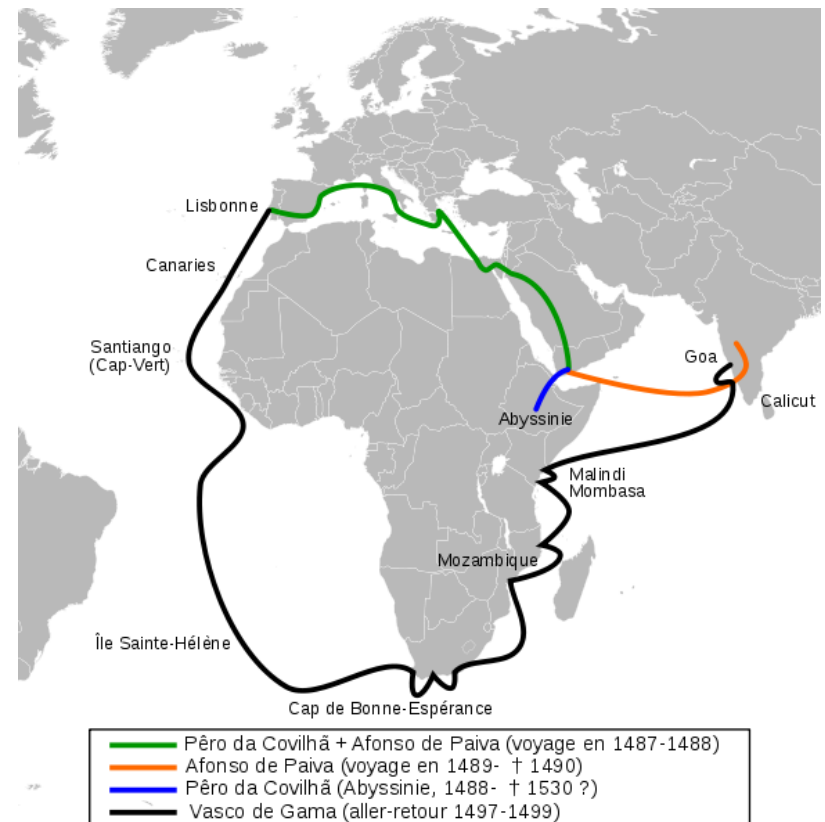 Lisbonne
Canaries
Santiango
(Cap-Vert)
Goa
Calicut
Abyssinie
Malindi
Mombasa
Mozambique
Île Sainte-Hélène
Cap de Bonne-Espérance
Pêro da Covilhã + Afonso de Paiva (voyage en 1487-1488)
Afonso de Paiva (voyage en 1489- † 1490)
Pêro da Covilhã (Abyssinie, 1488- † 1530 ?)
Vasco de Gama (aller-retour 1497-1499)